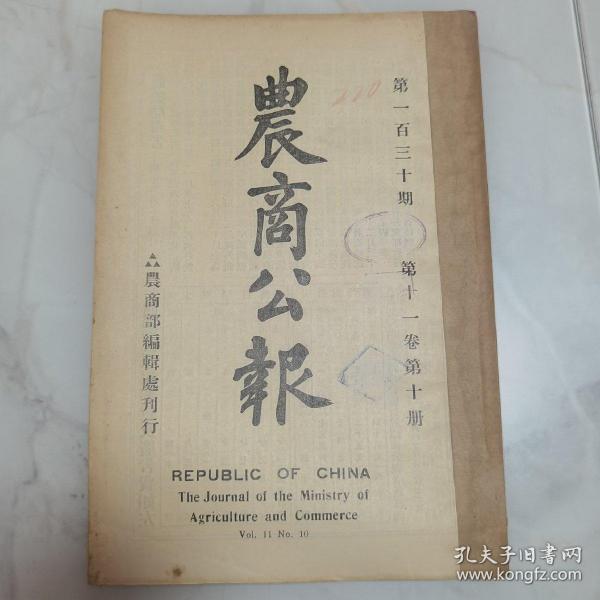 第一百三十期 第十一卷第十册
農商公報
農商部編輯處刊行
220
REPUBLIC OF CHINA
The Journal of the Ministry of
Agriculture and Commerce
Vol. 11 No. 10
孔夫子旧书网
www.kongfz.com